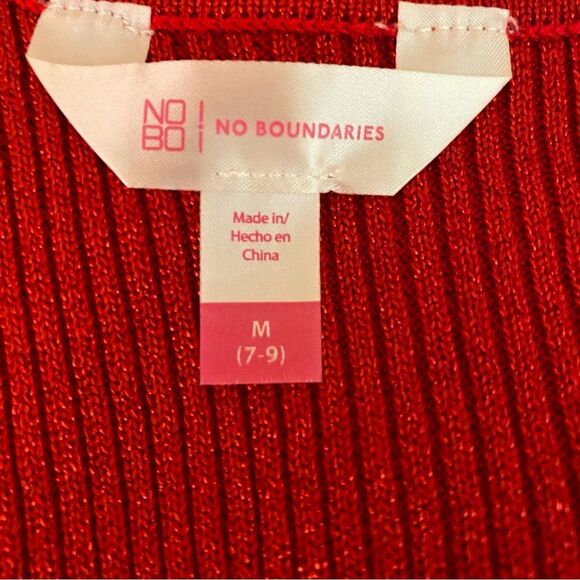 NO
BO
NO BOUNDARIES
Made in/
Hecho en
China
M
(7-9)